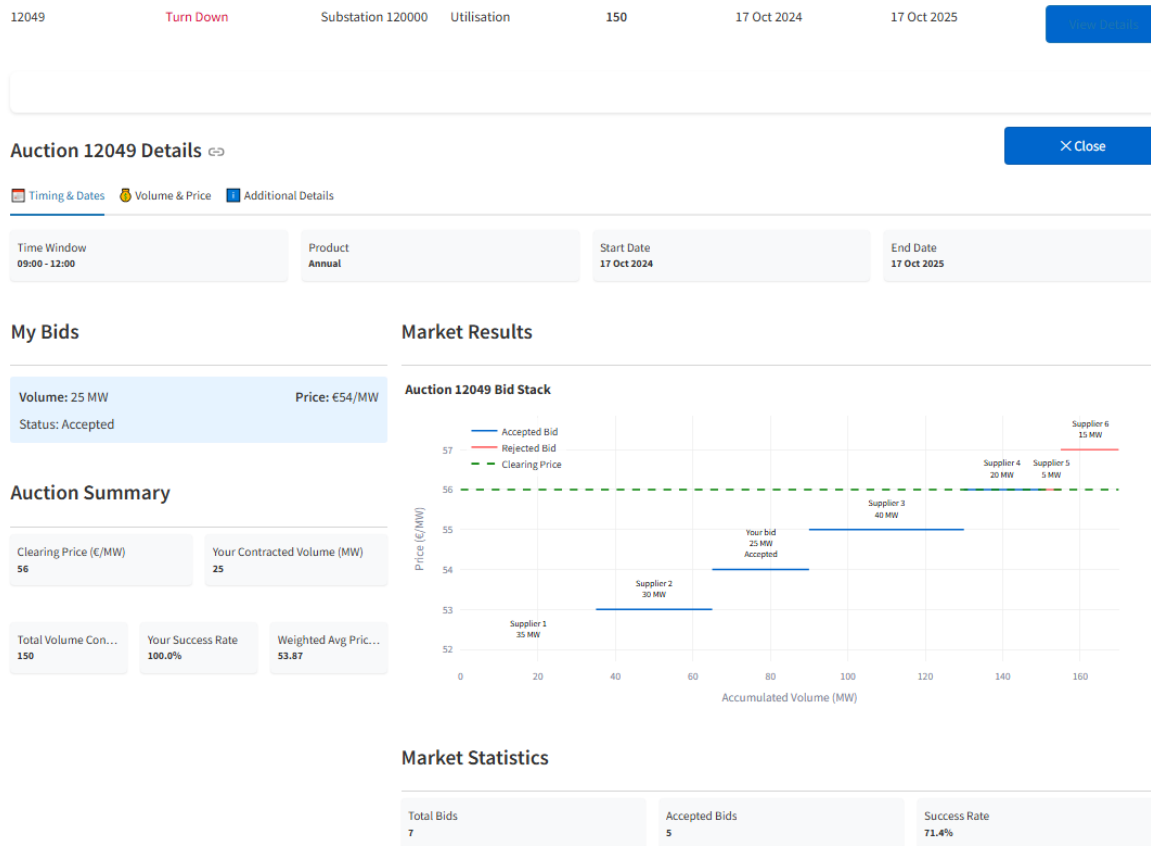 12049 Turn Down Substation 120000 Utilisation 150 17 Oct 2024 17 Oct 2025 View Details
Auction 12049 Details
Close
Timing & Dates Volume & Price Additional Details
Time Window
09:00 - 12:00
Product
Annual
Start Date
17 Oct 2024
End Date
17 Oct 2025
My Bids
Volume: 25 MW Price: €54/MW
Status: Accepted
Auction Summary
Clearing Price (€/MW)
56
Your Contracted Volume (MW)
25
Total Volume Con...
150
Your Success Rate
100.0%
Weighted Avg Pric...
53.87
Market Results
Auction 12049 Bid Stack
Accepted Bid
Rejected Bid
Clearing Price
Price (€/MW)
57
56
55
54
53
52
Supplier 1
35 MW
Supplier 2
30 MW
Your bid
25 MW
Accepted
Supplier 3
40 MW
Supplier 4
20 MW
Supplier 5
5 MW
Supplier 6
15 MW
0 20 40 60 80 100 120 140 160
Accumulated Volume (MW)
Market Statistics
Total Bids
7
Accepted Bids
5
Success Rate
71.4%